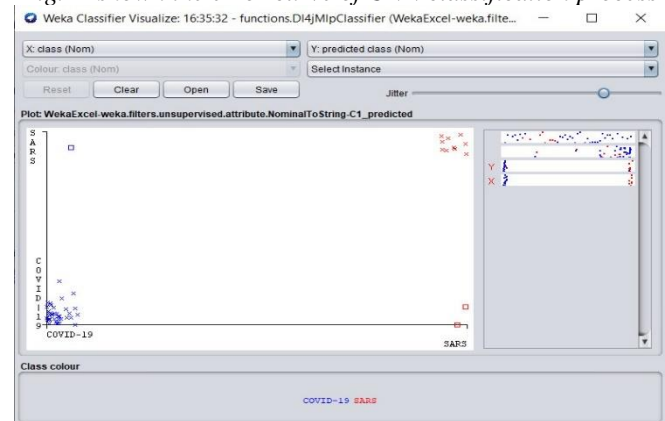 Weka Classifier Visualize: 16:35:32 - functions.Dl4jMlpClassifier (WekaExcel-weka.filte...
X: class (Nom)
Y: predicted class (Nom)
Colour: class (Nom)
Select Instance
Reset
Clear
Open
Save
Jitter
Plot: WekaExcel-weka.filters.unsupervised.attribute.NominalToString-C1_predicted
SARS
COVID-19
COVID-19
SARS
Y
X
Class colour
COVID-19 SARS